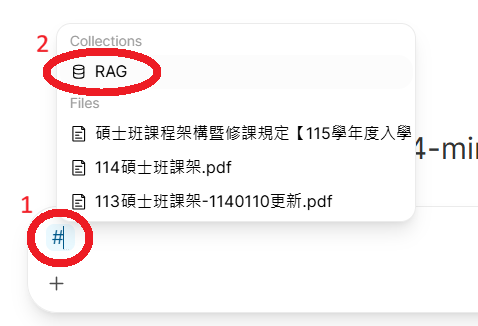 2
Collections
RAG
Files
碩士班課程架構暨修課規定【115學年度入學
114碩士班課架.pdf
4-min
113碩士班課架-1140110更新.pdf
1
#
+